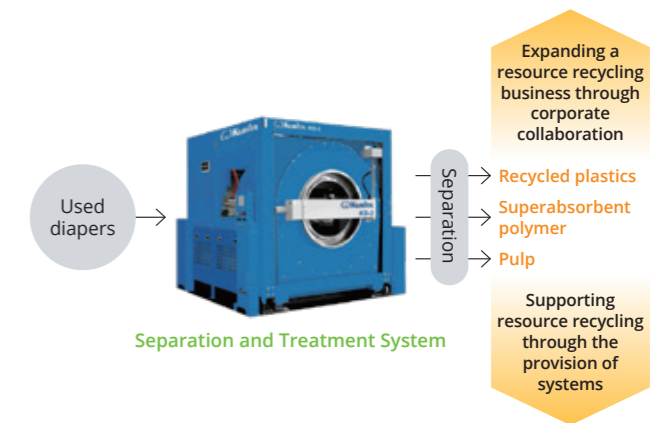 Expanding a
resource recycling
business through
corporate
collaboration
Used
diapers
Separation
Recycled plastics
Superabsorbent
polymer
Pulp
Separation and Treatment System
Supporting
resource recycling
through the
provision of
systems